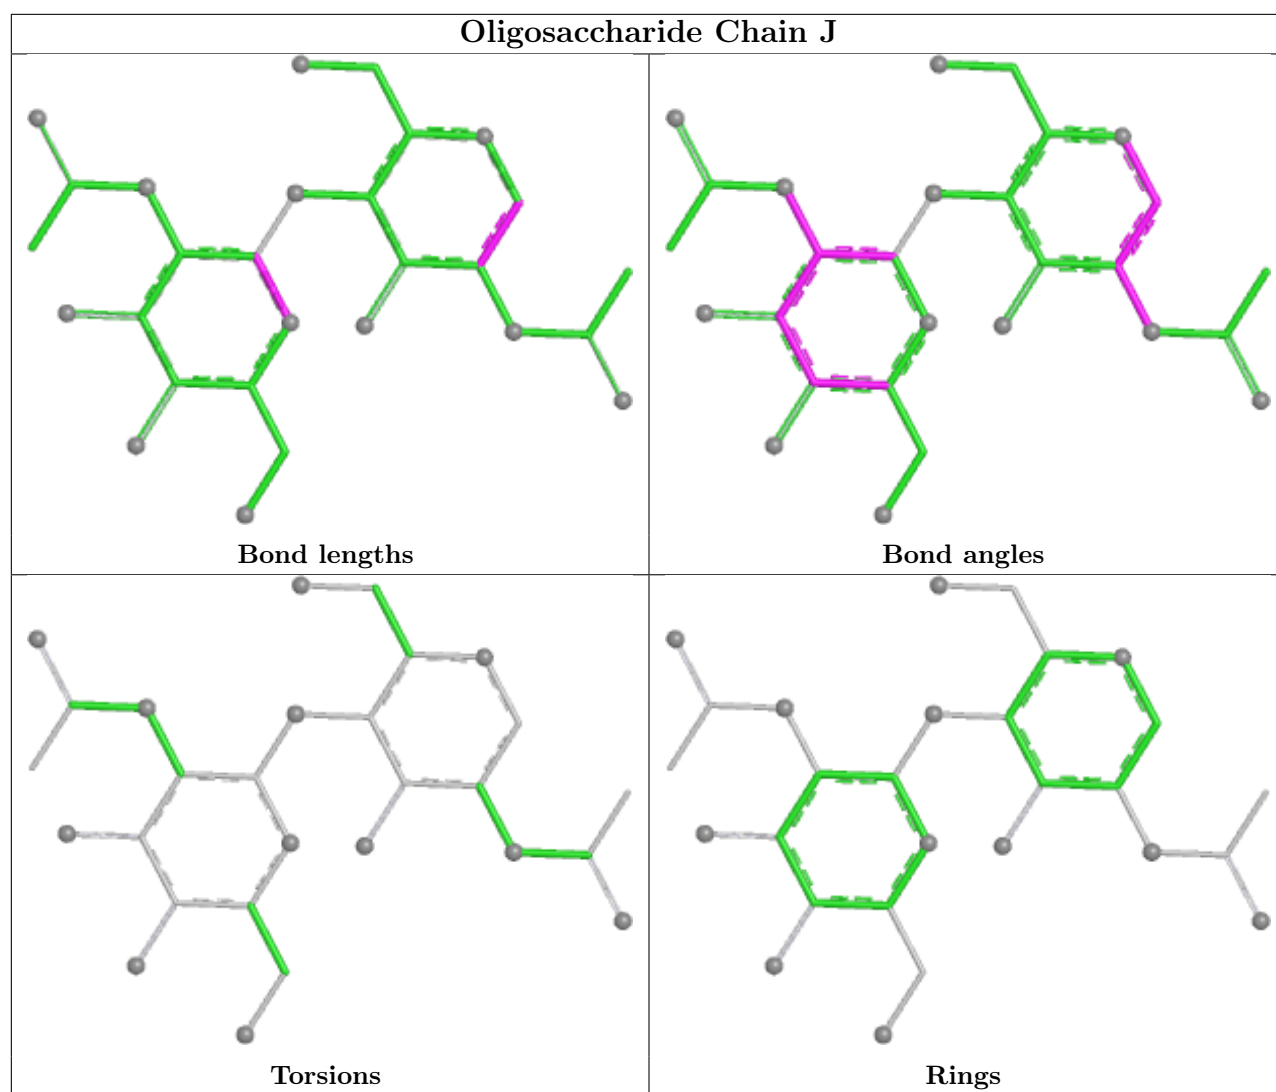 Oligosaccharide Chain J
Bond lengths
Bond angles
Torsions
Rings